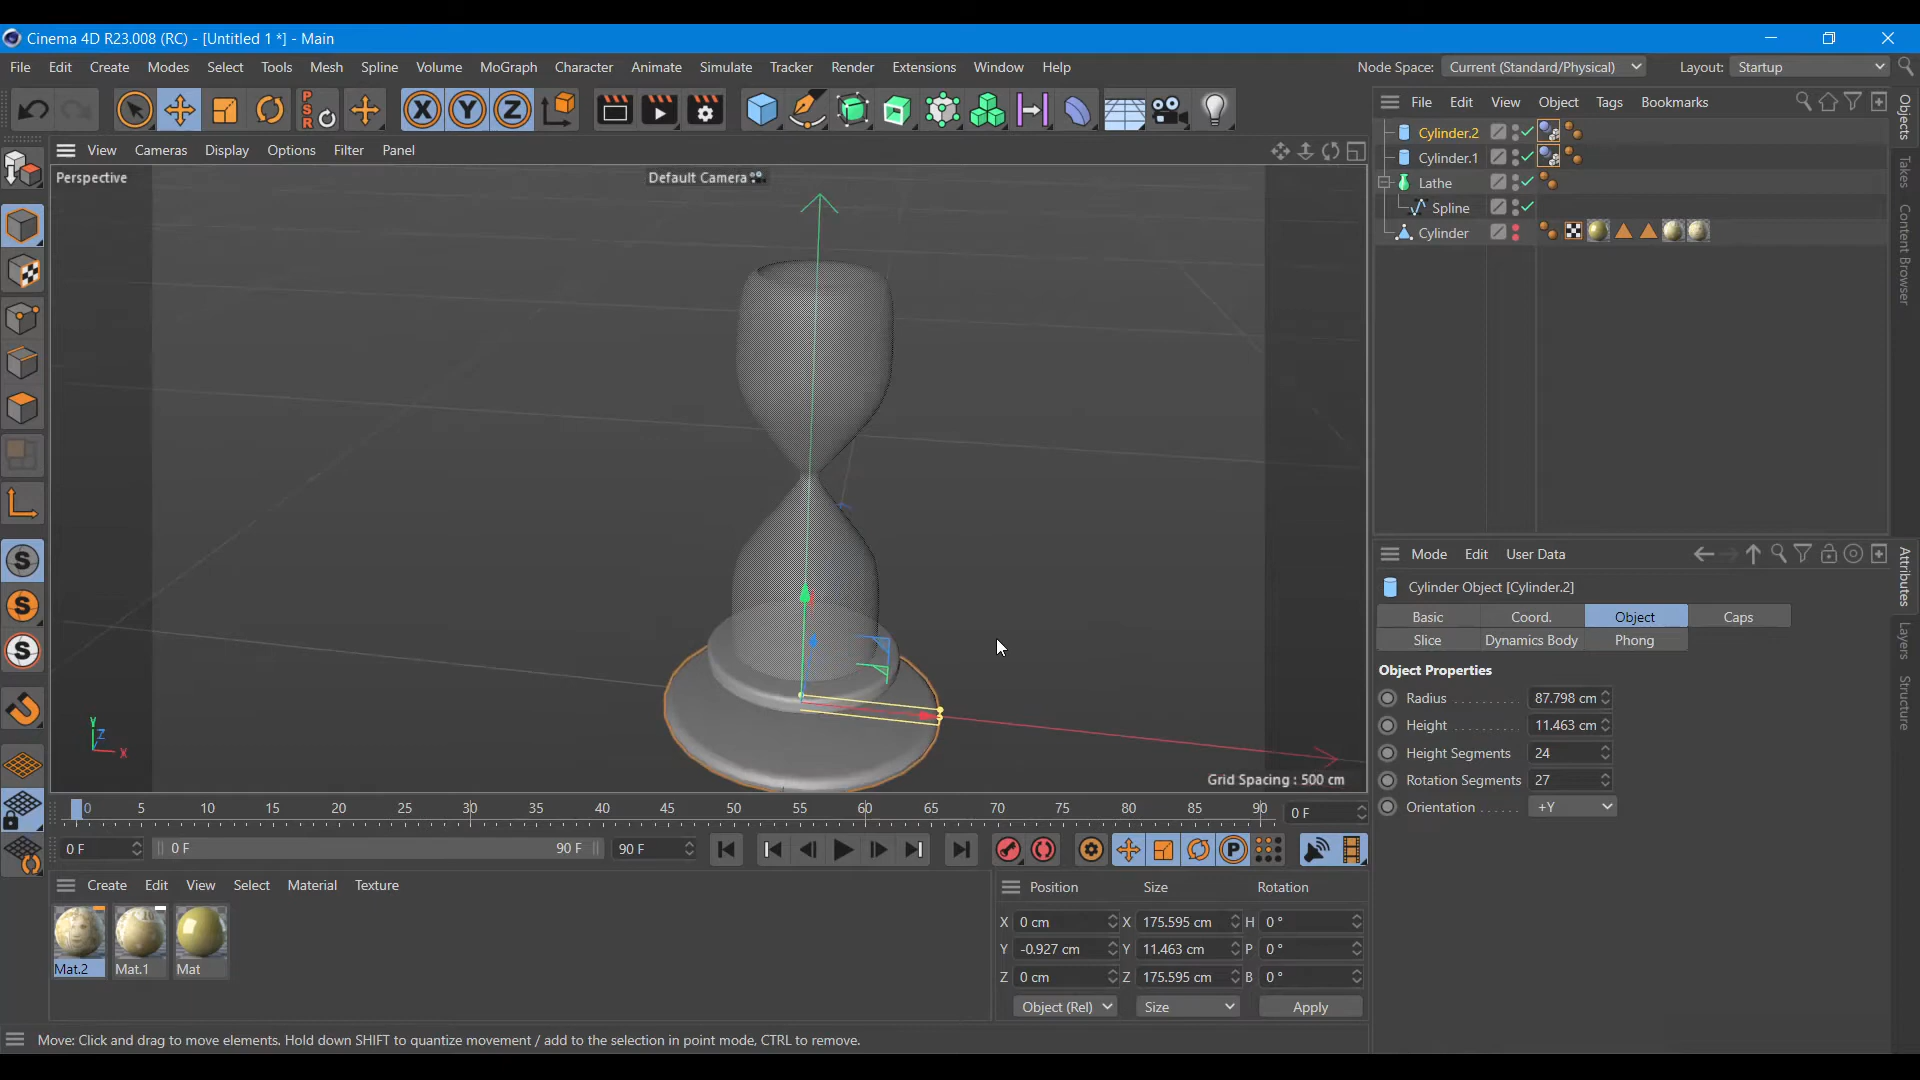 Cinema 4D R23.008 (RC) - [Untitled 1 *] - Main
File Edit Create Modes Select Tools Mesh Spline Volume MoGraph Character Animate Simulate Tracker Render Extensions Window Help Node Space: Current (Standard/Physical) Layout: Startup
P S R X Y Z
File Edit View Object Tags Bookmarks
View Cameras Display Options Filter Panel
Perspective Default Camera
Cylinder.2
Cylinder.1
Lathe
Spline
Cylinder
Objects
Takes
Content Browser
Mode Edit User Data
Attributes
Layers
Structure
Cylinder Object [Cylinder.2]
Basic Coord. Object Caps
Slice Dynamics Body Phong
Object Properties
Radius 87.798 cm
Height 11.463 cm
Height Segments 24
Rotation Segments 27
Orientation +Y
S
S
S
Y
Z
X
Grid Spacing : 500 cm
0 5 10 15 20 25 30 35 40 45 50 55 60 65 70 75 80 85 90 0 F
0 F 0 F 90 F 90 F
P
Create Edit View Select Material Texture
Mat.2 Mat.1 Mat
Position Size Rotation
X 0 cm X 175.595 cm H 0 °
Y -0.927 cm Y 11.463 cm P 0 °
Z 0 cm Z 175.595 cm B 0 °
Object (Rel) Size Apply
Move: Click and drag to move elements. Hold down SHIFT to quantize movement / add to the selection in point mode, CTRL to remove.